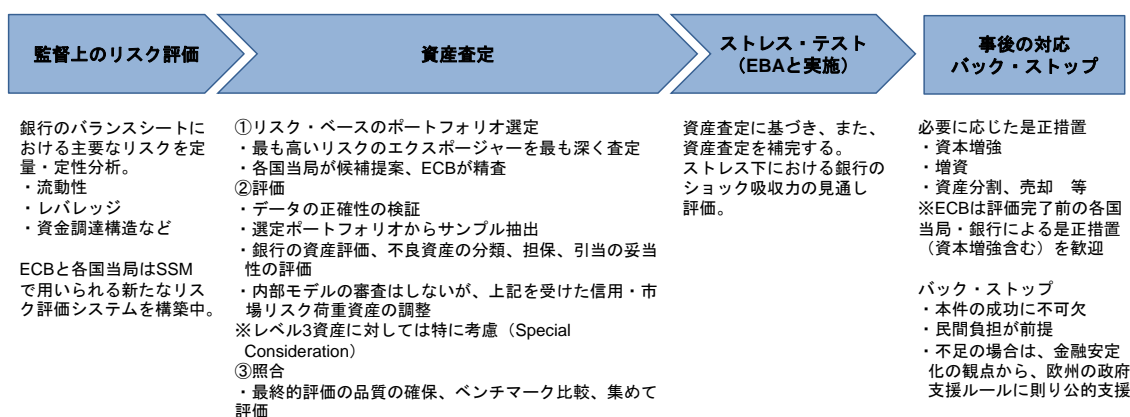 監督上のリスク評価
資産査定
ストレス・テスト
(EBAと実施)
事後の対応
バック・ストップ
銀行のバランスシートに
おける主要なリスクを定
量・定性分析。
・流動性
・レバレッジ
・資金調達構造など
ECBと各国当局はSSM
で用いられる新たなリス
ク評価システムを構築中。
①リスク・ベースのポートフォリオ選定
・最も高いリスクのエクスポージャーを最も深く査定
・各国当局が候補提案、ECBが精査
②評価
・データの正確性の検証
・選定ポートフォリオからサンプル抽出
・銀行の資産評価、不良資産の分類、担保、引当の妥当
性の評価
・内部モデルの審査はしないが、上記を受けた信用・市
場リスク荷重資産の調整
※レベル3資産に対しては特に考慮(Special
Consideration)
③照合
・最終的評価の品質の確保、ベンチマーク比較、集めて
評価
資産査定に基づき、また、
資産査定を補完する。
ストレス下における銀行の
ショック吸収力の見通し
評価。
必要に応じた是正措置
・資本増強
・増資
・資産分割、売却 等
※ECBは評価完了前の各国
当局・銀行による是正措置
(資本増強含む)を歓迎
バック・ストップ
・本件の成功に不可欠
・民間負担が前提
・不足の場合は、金融安定
化の観点から、欧州の政府
支援ルールに則り公的支援